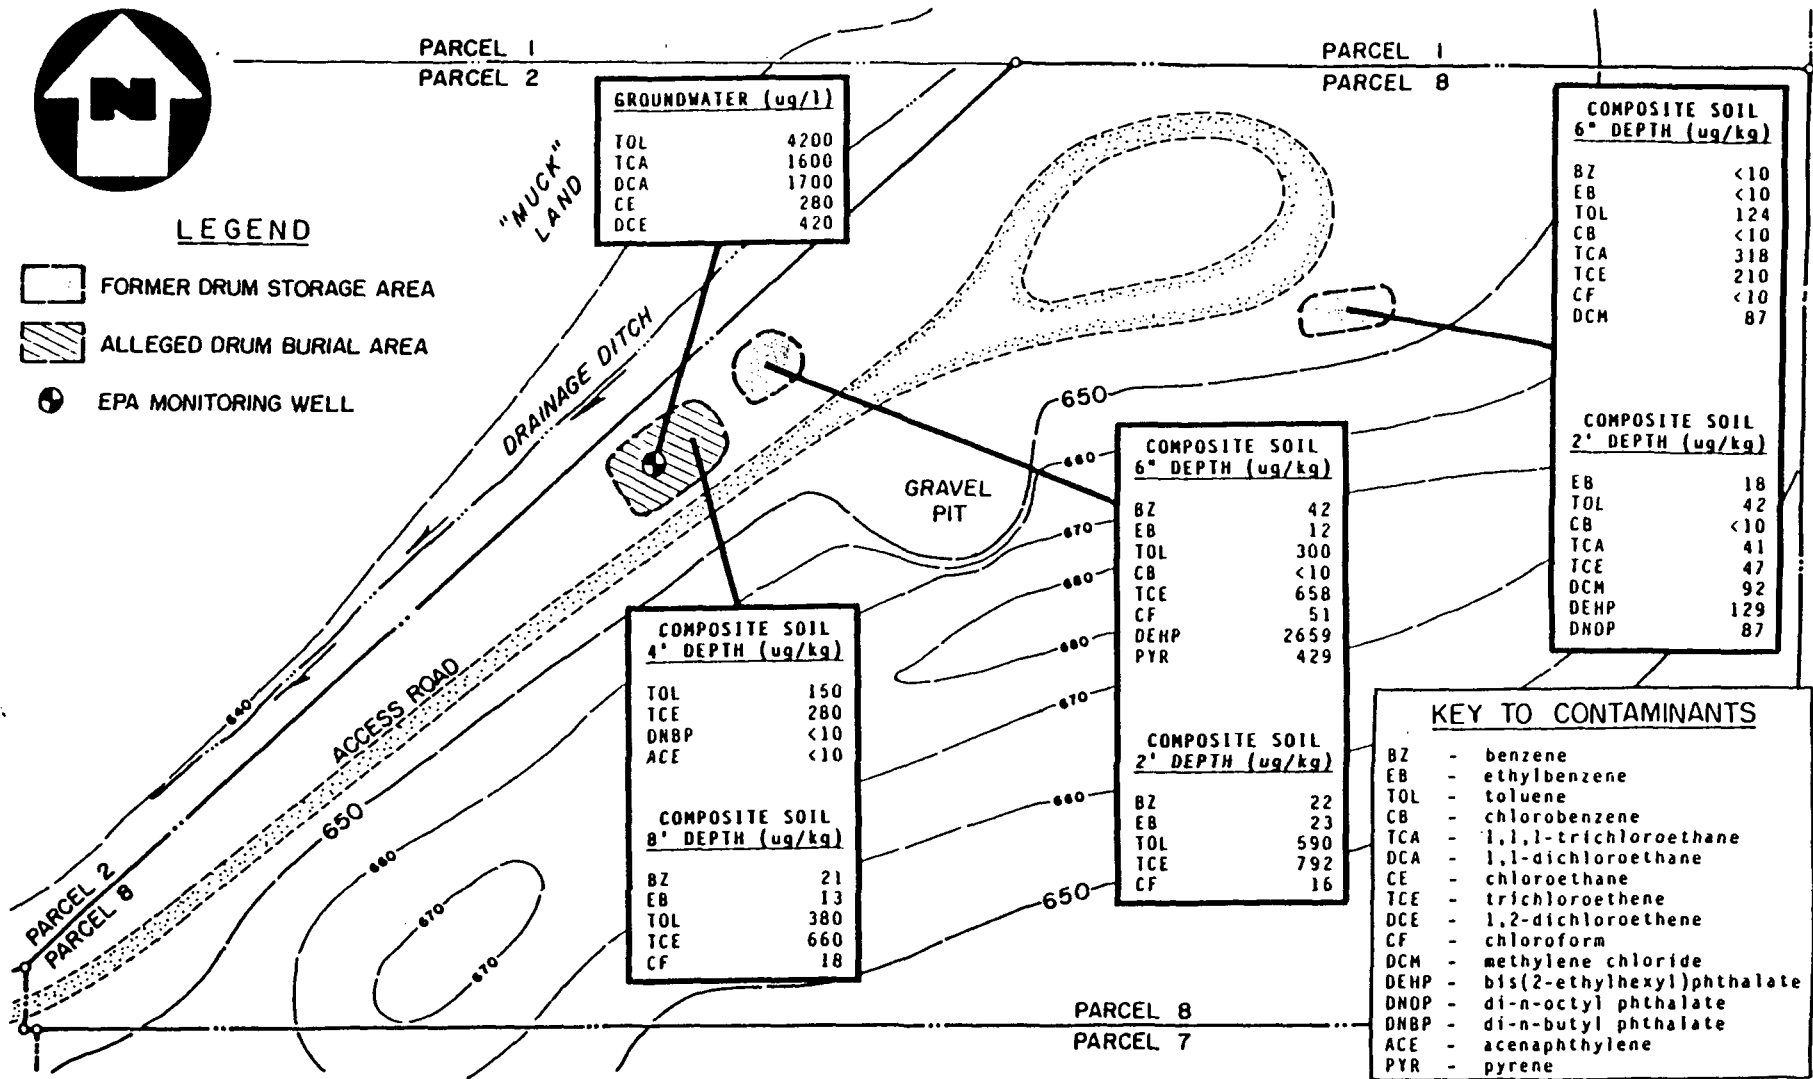 N
LEGEND
FORMER DRUM STORAGE AREA
ALLEGED DRUM BURIAL AREA
EPA MONITORING WELL
PARCEL 1
PARCEL 2
PARCEL 1
PARCEL 8
"MUCK"
LAND
GROUNDWATER (ug/l)
TOL 4200
TCA 1600
DCA 1700
CE 280
DCE 420
DRAINAGE DITCH
ACCESS ROAD
GRAVEL
PIT
650
660
670
680
680
670
660
650
640
650
660
670
670
PARCEL 2
PARCEL 8
COMPOSITE SOIL
4' DEPTH (ug/kg)
TOL 150
TCE 280
DNBP <10
ACE <10
COMPOSITE SOIL
8' DEPTH (ug/kg)
BZ 21
EB 13
TOL 380
TCE 660
CF 18
COMPOSITE SOIL
6" DEPTH (ug/kg)
BZ 42
EB 12
TOL 300
CB <10
TCE 658
CF 51
DEHP 2659
PYR 429
COMPOSITE SOIL
2' DEPTH (ug/kg)
BZ 22
EB 23
TOL 590
TCE 792
CF 16
COMPOSITE SOIL
6" DEPTH (ug/kg)
BZ <10
EB <10
TOL 124
CB <10
TCA 318
TCE 210
CF <10
DCM 87
COMPOSITE SOIL
2' DEPTH (ug/kg)
EB 18
TOL 42
CB <10
TCA 41
TCE 47
DCM 92
DEHP 129
DNOP 87
KEY TO CONTAMINANTS
BZ - benzene
EB - ethylbenzene
TOL - toluene
CB - chlorobenzene
TCA - 1,1,1-trichloroethane
DCA - 1,1-dichloroethane
CE - chloroethane
TCE - trichloroethene
DCE - 1,2-dichloroethene
CF - chloroform
DCM - methylene chloride
DEHP - bis(2-ethylhexyl)phthalate
DNOP - di-n-octyl phthalate
DNBP - di-n-butyl phthalate
ACE - acenaphthylene
PYR - pyrene
PARCEL 8
PARCEL 7